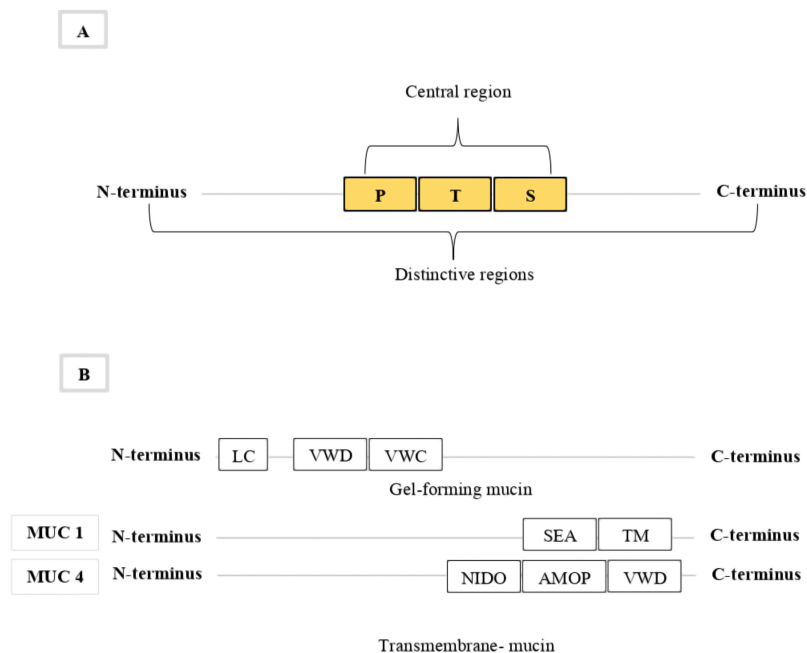 A
Central region
N-terminus P T S C-terminus
Distinctive regions
B
N-terminus LC VWD VWC C-terminus
Gel-forming mucin
MUC 1 N-terminus SEA TM C-terminus
MUC 4 N-terminus NIDO AMOP VWD C-terminus
Transmembrane- mucin